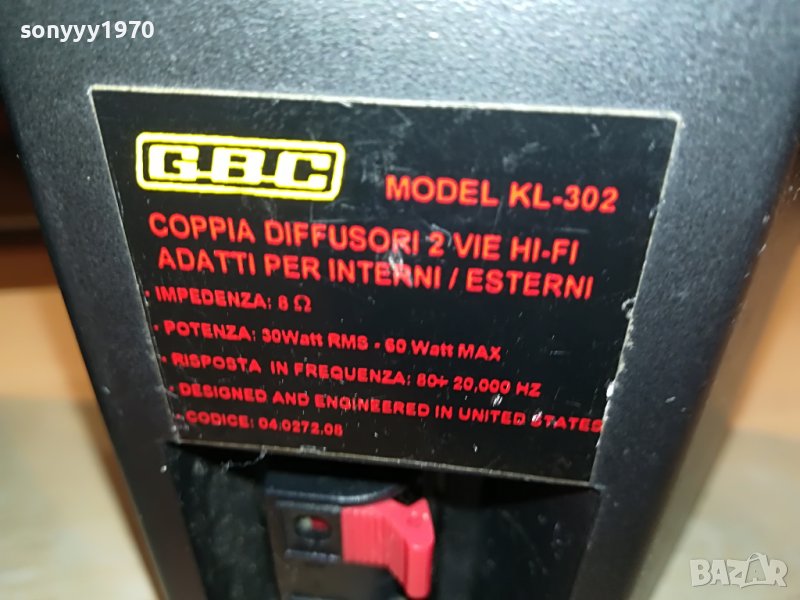 sonyyy1970
G.B.C
MODEL KL-302
COPPIA DIFFUSORI 2 VIE HI-FI
ADATTI PER INTERNI / ESTERNI
· IMPEDENZA: 8 Ω
· POTENZA: 30Watt RMS - 60 Watt MAX
· RISPOSTA IN FREQUENZA: 80÷ 20,000 HZ
· DESIGNED AND ENGINEERED IN UNITED STATES
· CODICE: 04.0272.08
BAZAR